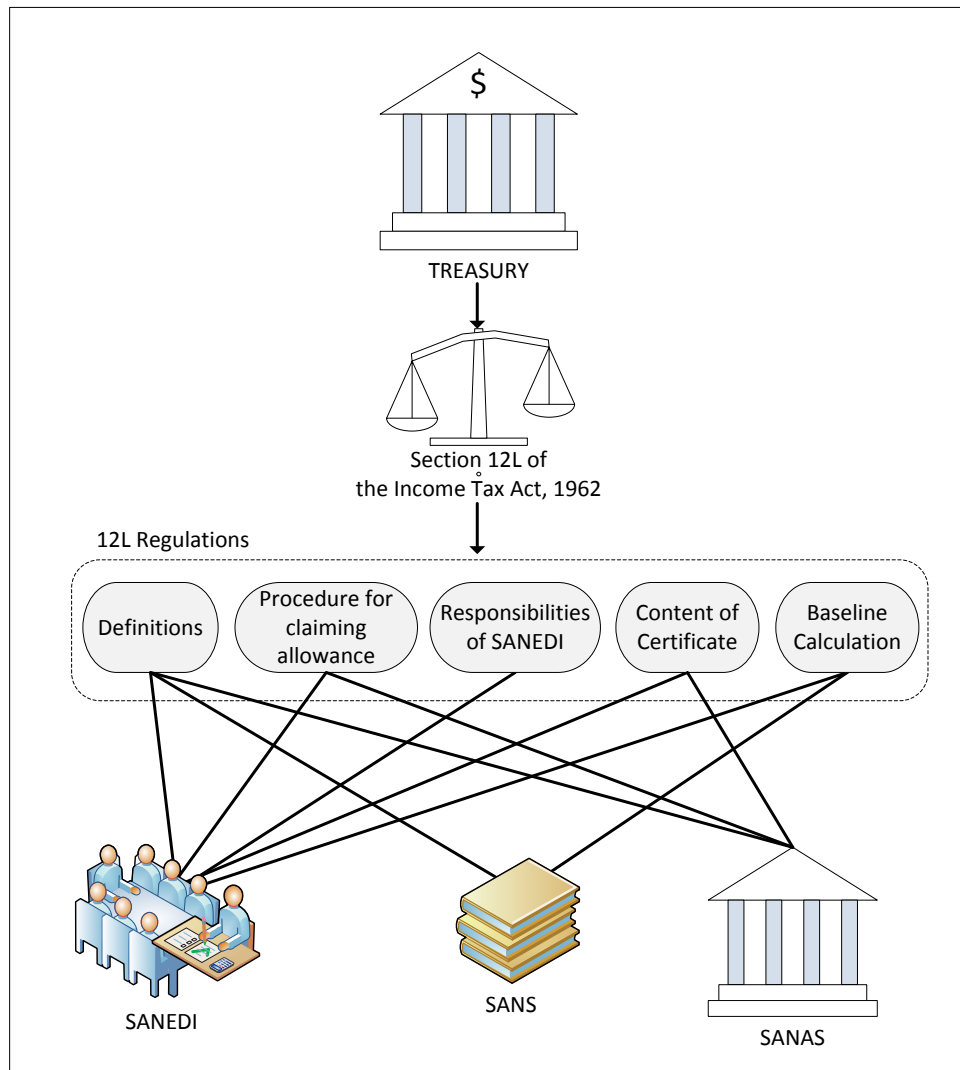 $
TREASURY
Section 12L of
the Income Tax Act, 1962
12L Regulations
Definitions
Procedure for
claiming
allowance
Responsibilities
of SANEDI
Content of
Certificate
Baseline
Calculation
SANEDI
SANS
SANAS